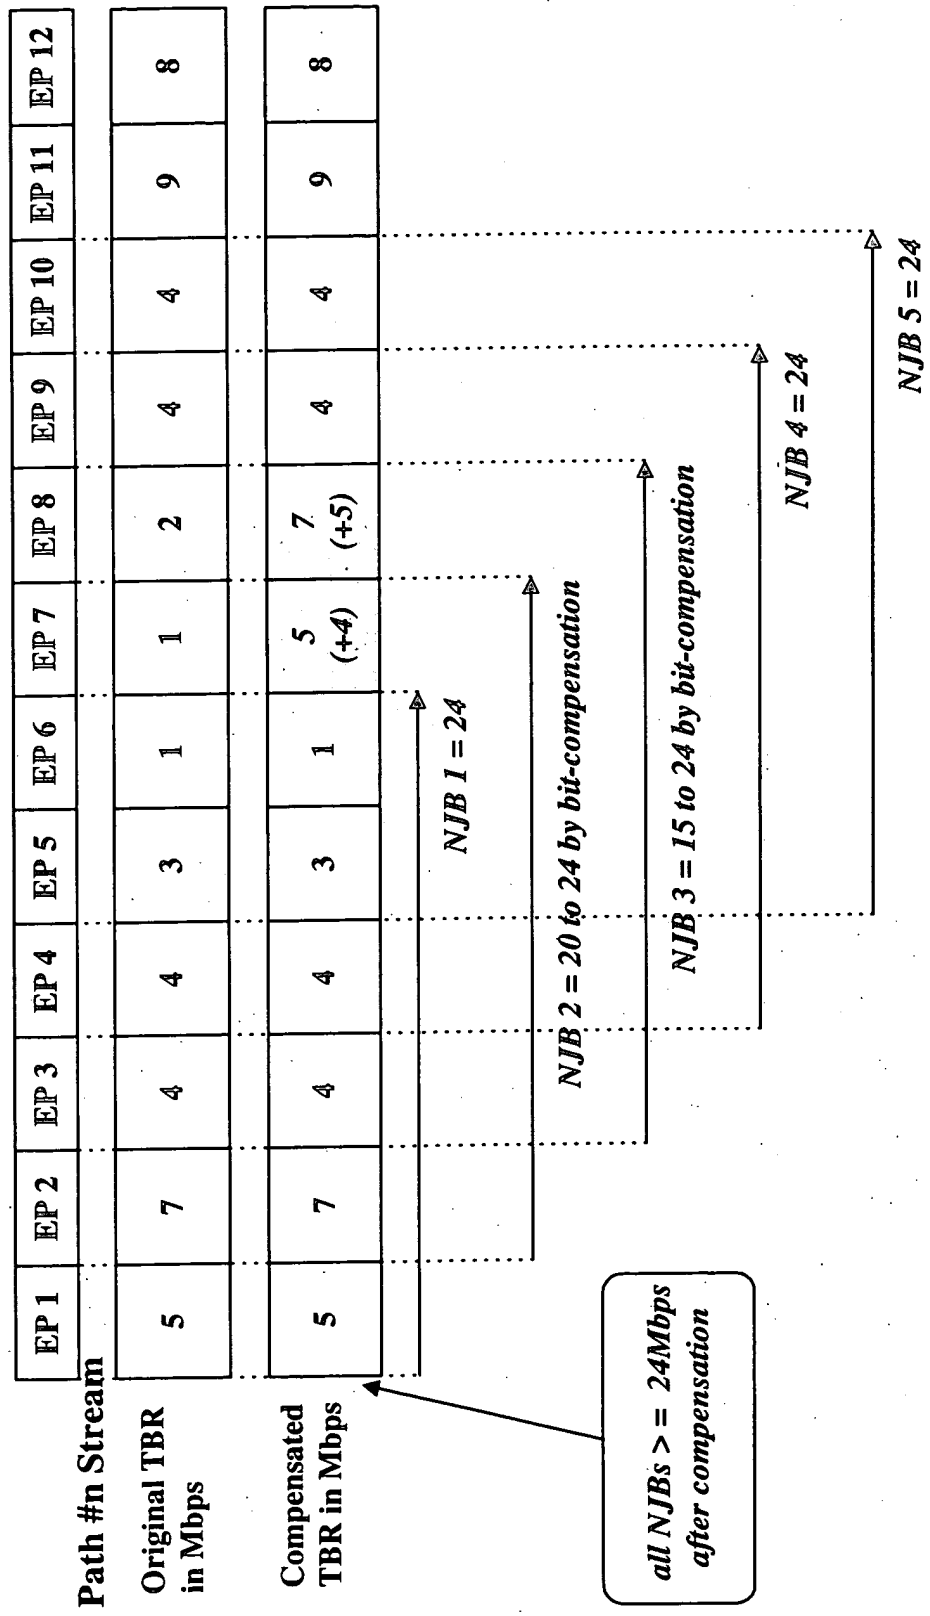 EP 1 EP 2 EP 3 EP 4 EP 5 EP 6 EP 7 EP 8 EP 9 EP 10 EP 11 EP 12
Path #n Stream
Original TBR
in Mbps
5 7 4 4 3 1 1 2 4 4 9 8
Compensated
TBR in Mbps
5 7 4 4 3 1 5 7 4 4 9 8
(+4) (+5)
NJB 1 = 24
NJB 2 = 20 to 24 by bit-compensation
NJB 3 = 15 to 24 by bit-compensation
NJB 4 = 24
NJB 5 = 24
all NJBs > = 24Mbps
after compensation